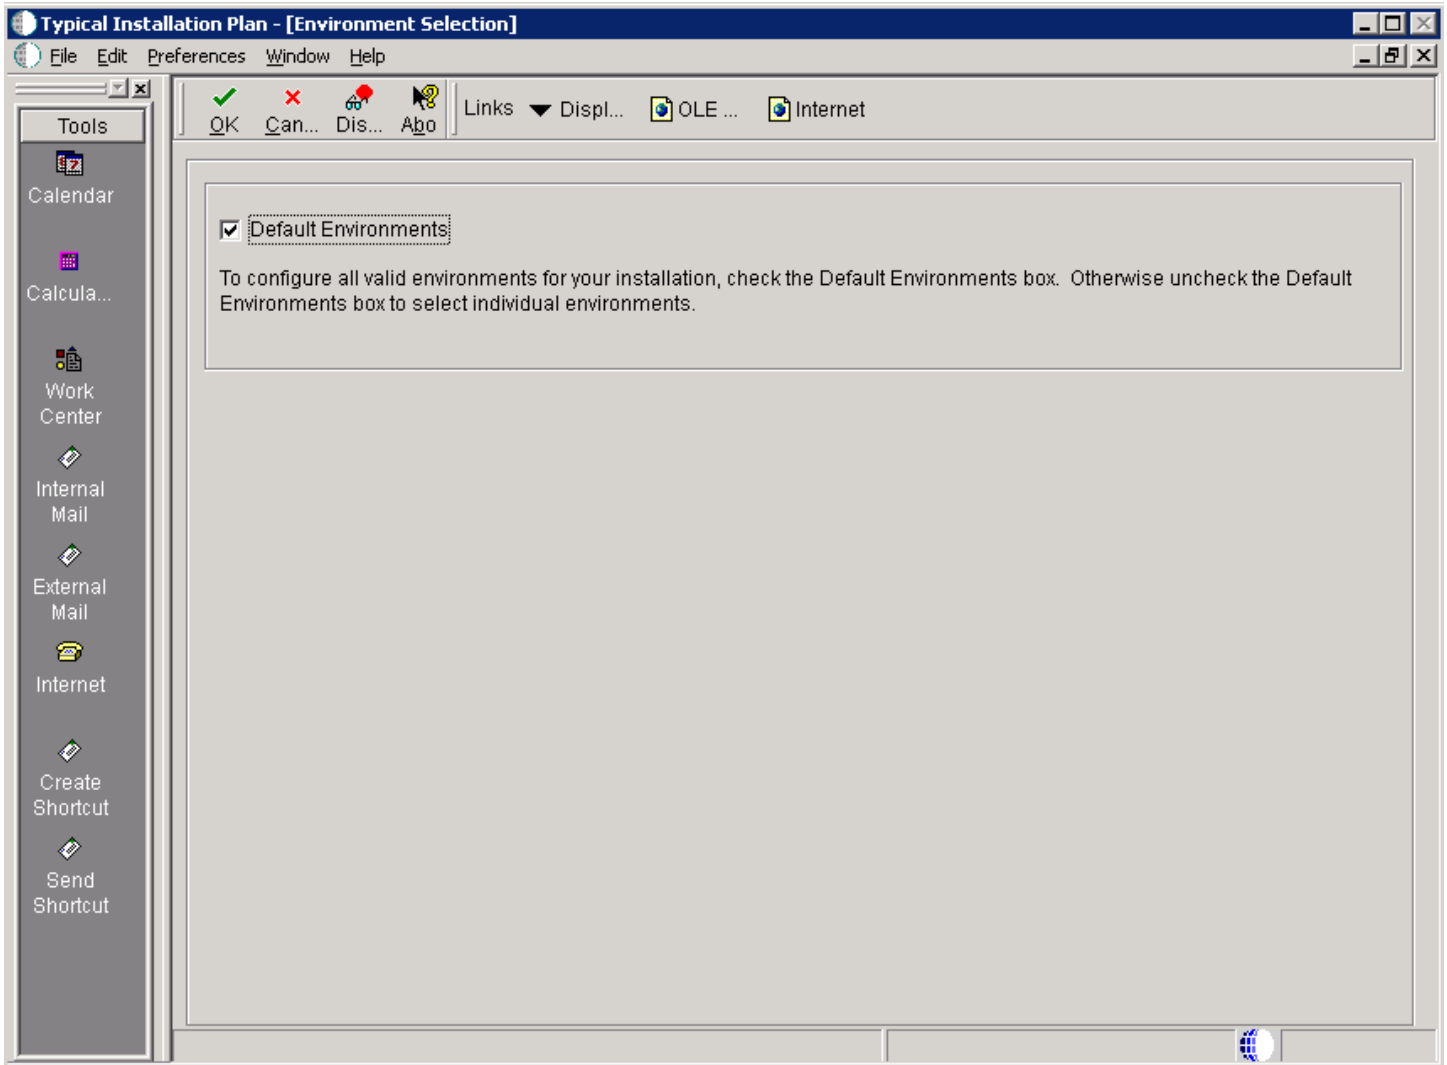 Typical Installation Plan - [Environment Selection]
File Edit Preferences Window Help
Tools
Calendar
Calcula...
Work
Center
Internal
Mail
External
Mail
Internet
Create
Shortcut
Send
Shortcut
OK Can... Dis... Abo Links Displ... OLE ... Internet
Default Environments
To configure all valid environments for your installation, check the Default Environments box. Otherwise uncheck the Default
Environments box to select individual environments.